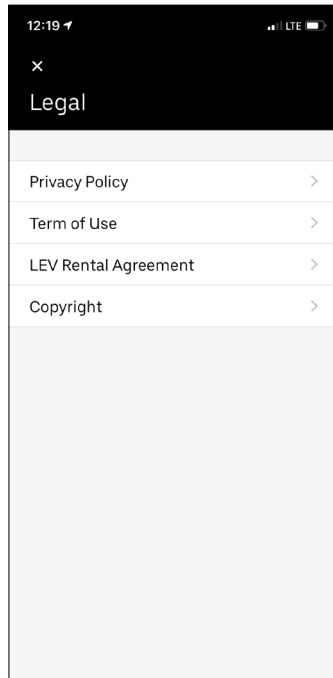 12:19
LTE
Legal
Privacy Policy
Term of Use
LEV Rental Agreement
Copyright